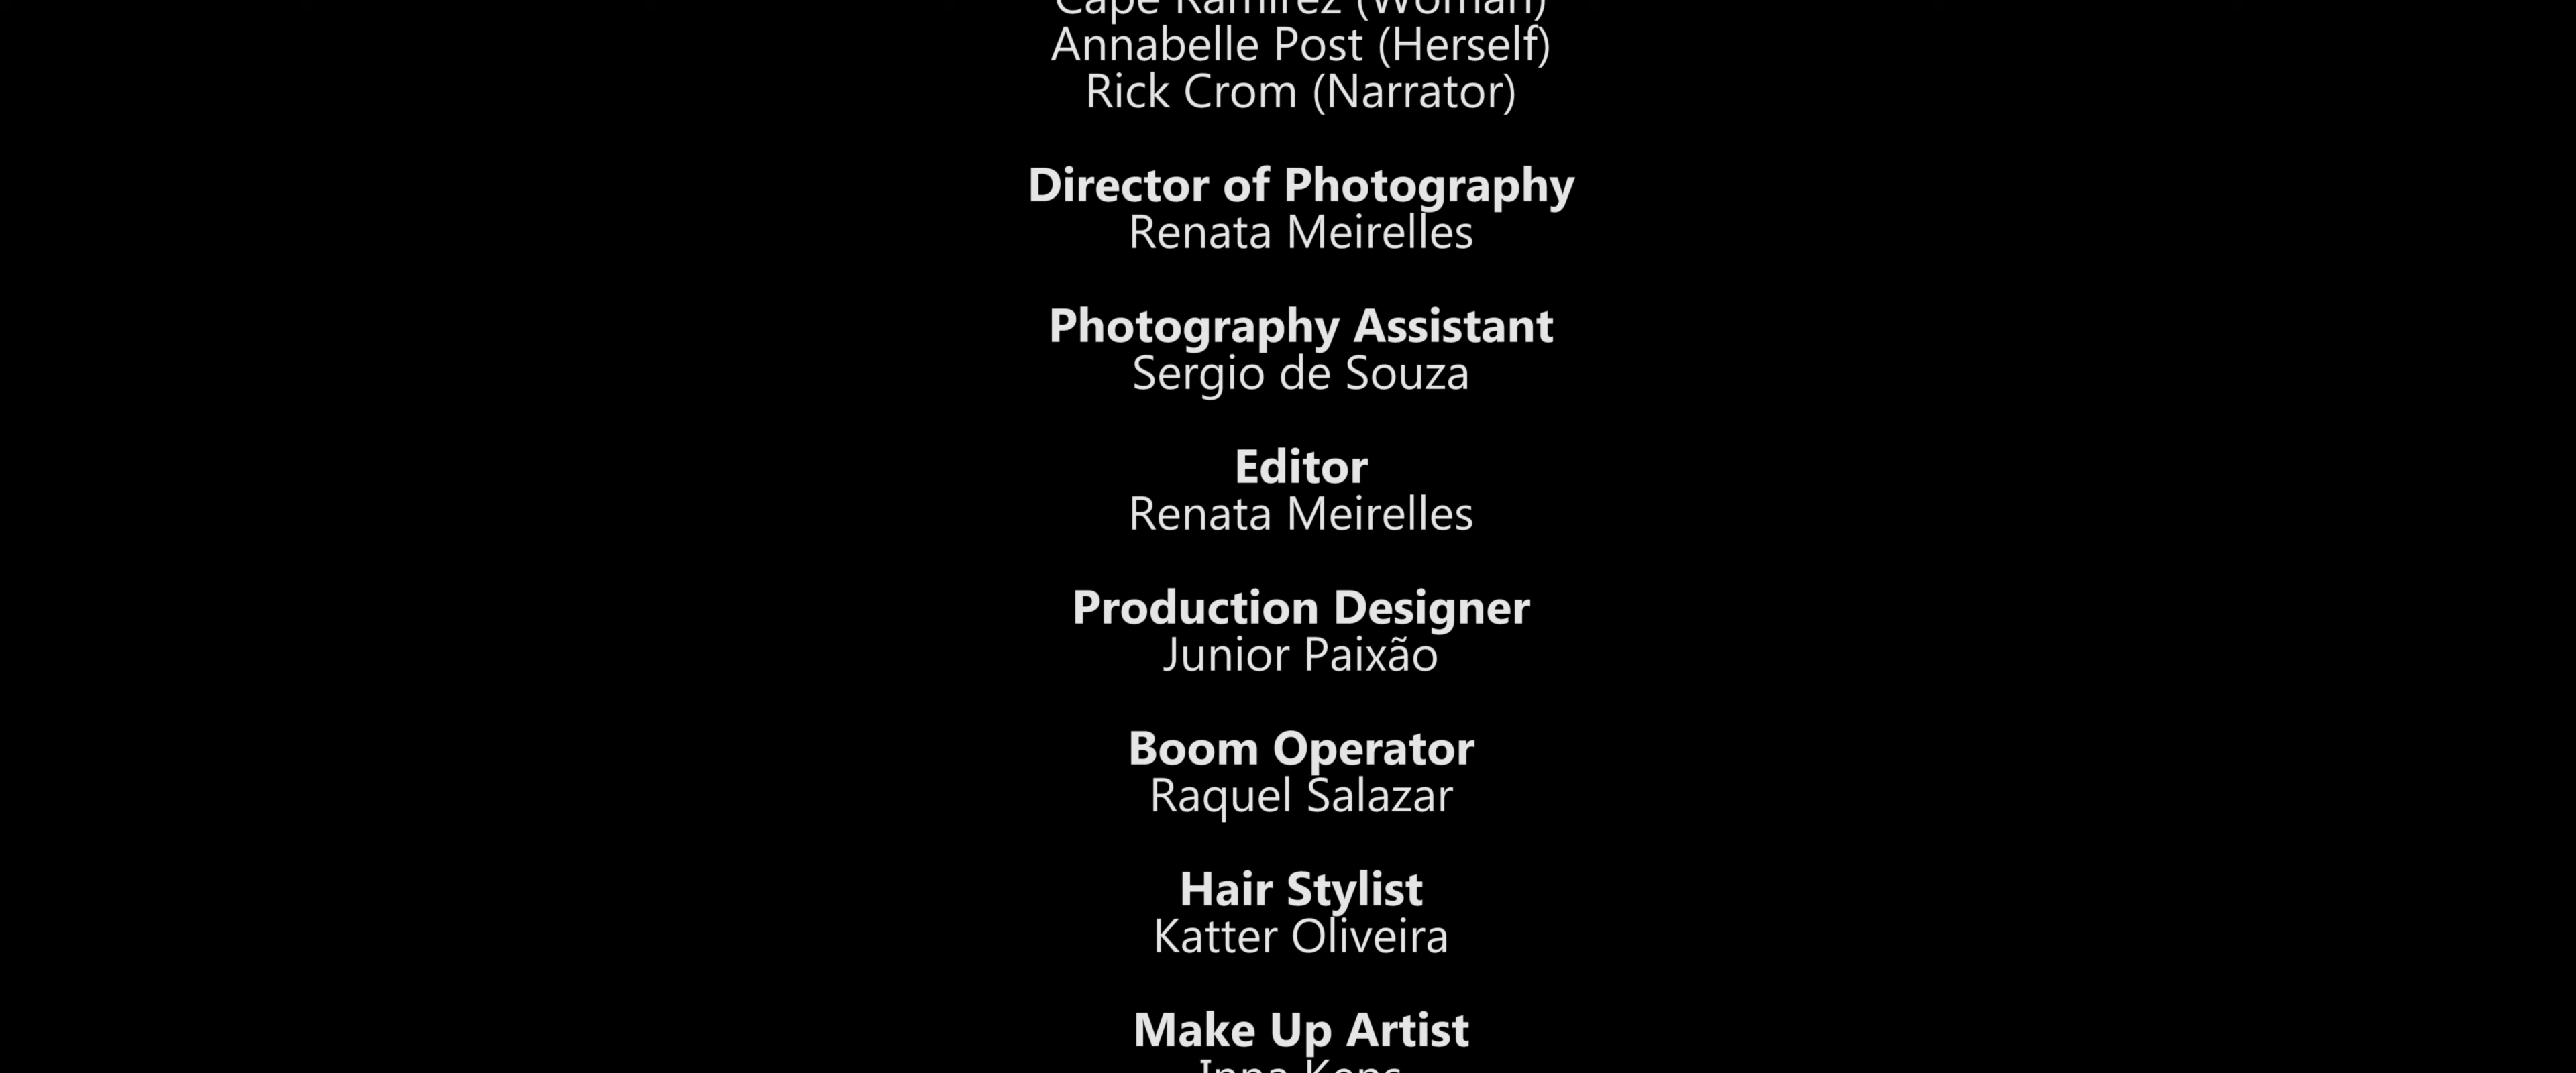 Cape Ramirez (Woman)
Annabelle Post (Herself)
Rick Crom (Narrator)
Director of Photography
Renata Meirelles
Photography Assistant
Sergio de Souza
Editor
Renata Meirelles
Production Designer
Junior Paixão
Boom Operator
Raquel Salazar
Hair Stylist
Katter Oliveira
Make Up Artist
Inna